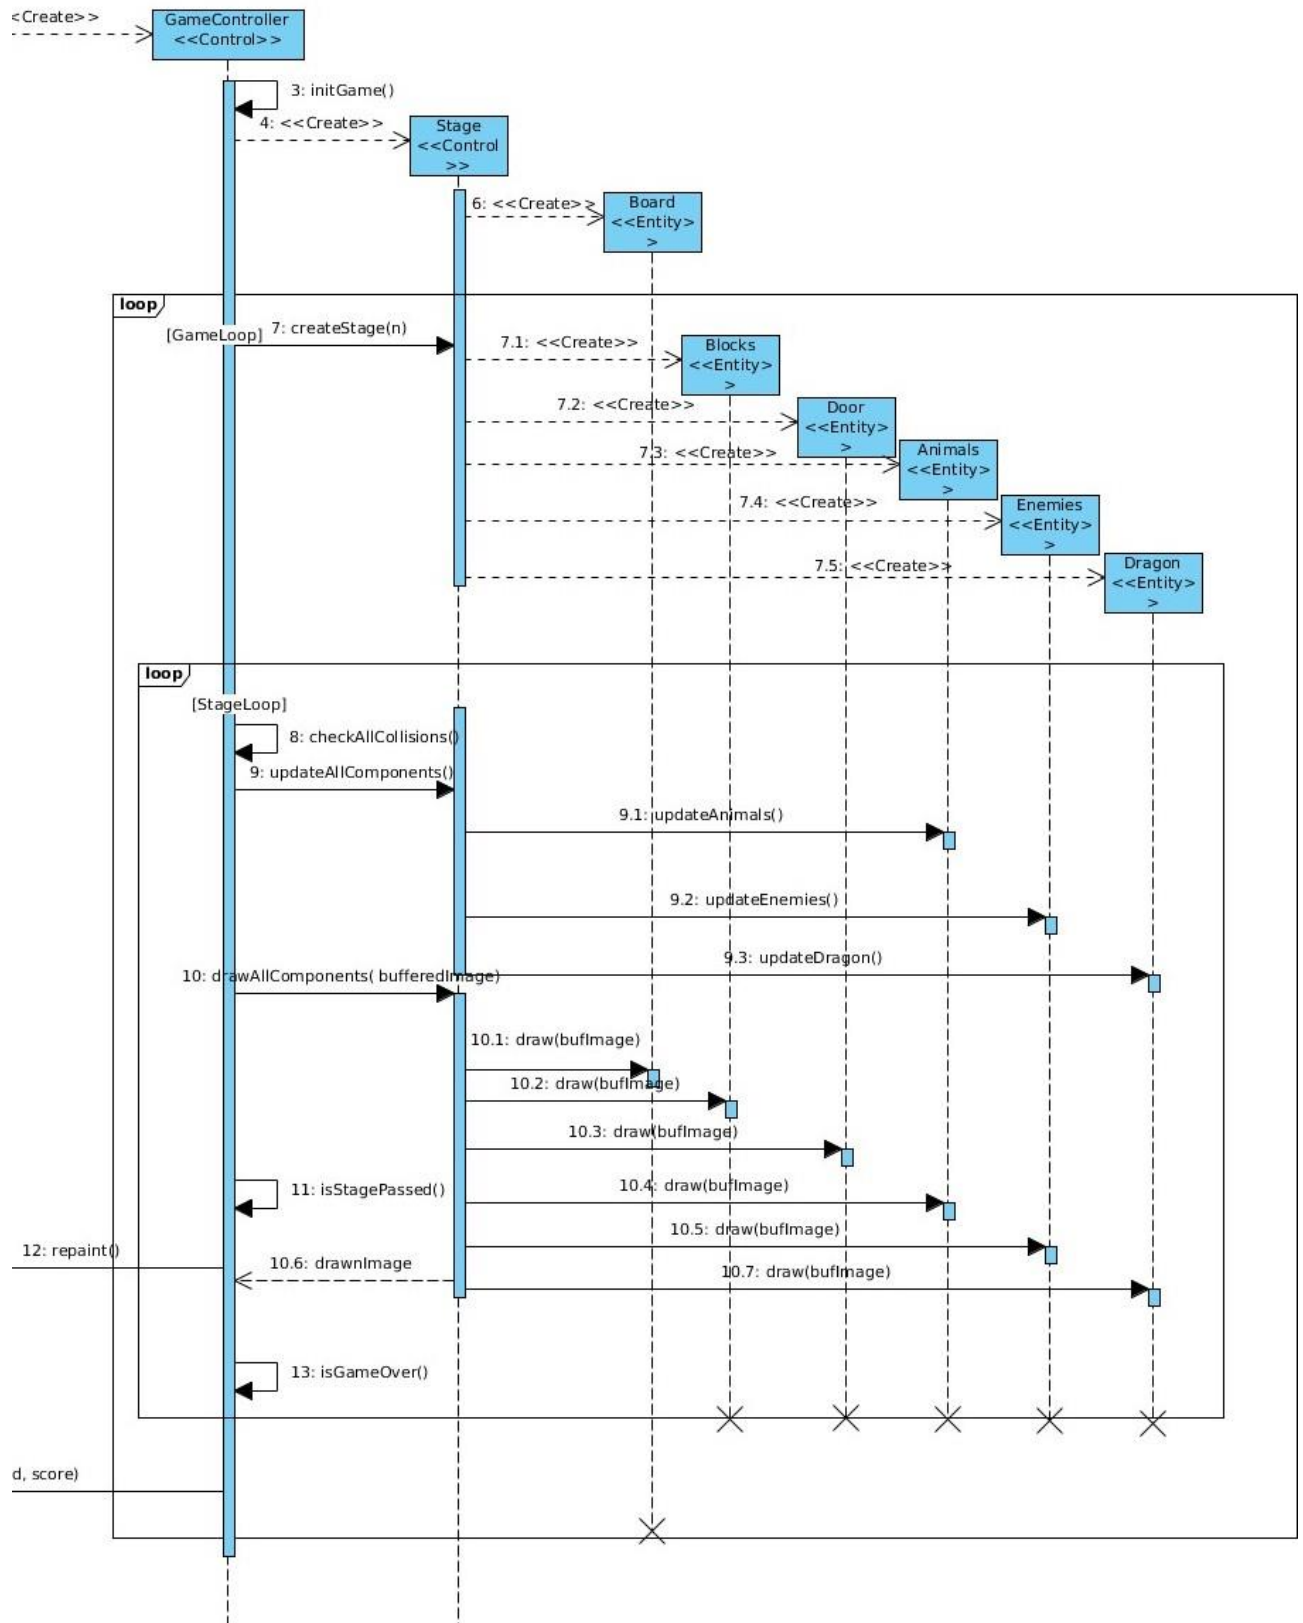 <Create>>
GameController
<<Control>>
3: initGame()
4: <<Create>>
Stage
<<Control
>>
6: <<Create>>
Board
<<Entity>
>
loop
[GameLoop]
7: createStage(n)
7.1: <<Create>>
Blocks
<<Entity>
>
7.2: <<Create>>
Door
<<Entity>
>
7.3: <<Create>>
Animals
<<Entity>
>
7.4: <<Create>>
Enemies
<<Entity>
>
7.5: <<Create>>
Dragon
<<Entity>
>
loop
[StageLoop]
8: checkAllCollisions()
9: updateAllComponents()
9.1: updateAnimals()
9.2: updateEnemies()
9.3: updateDragon()
10: drawAllComponents( bufferedImage)
10.1: draw(bufImage)
10.2: draw(bufImage)
10.3: draw(bufImage)
10.4: draw(bufImage)
11: isStagePassed()
10.5: draw(bufImage)
12: repaint()
10.6: drawnImage
10.7: draw(bufImage)
13: isGameOver()
d, score)